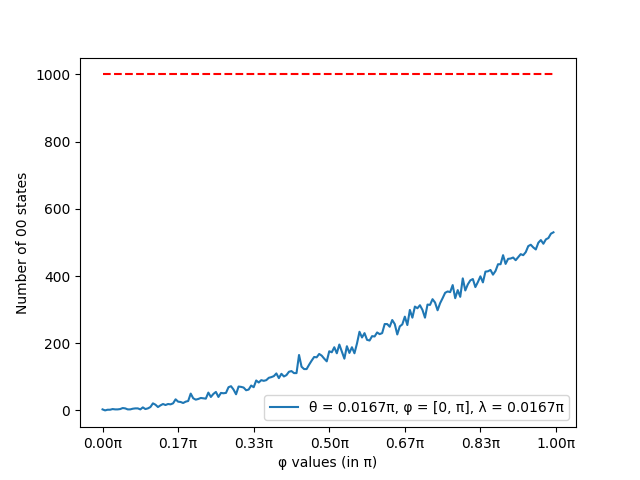 1000
800
600
400
200
0
Number of 00 states
θ = 0.0167π, φ = [0, π], λ = 0.0167π
0.00π 0.17π 0.33π 0.50π 0.67π 0.83π 1.00π
φ values (in π)